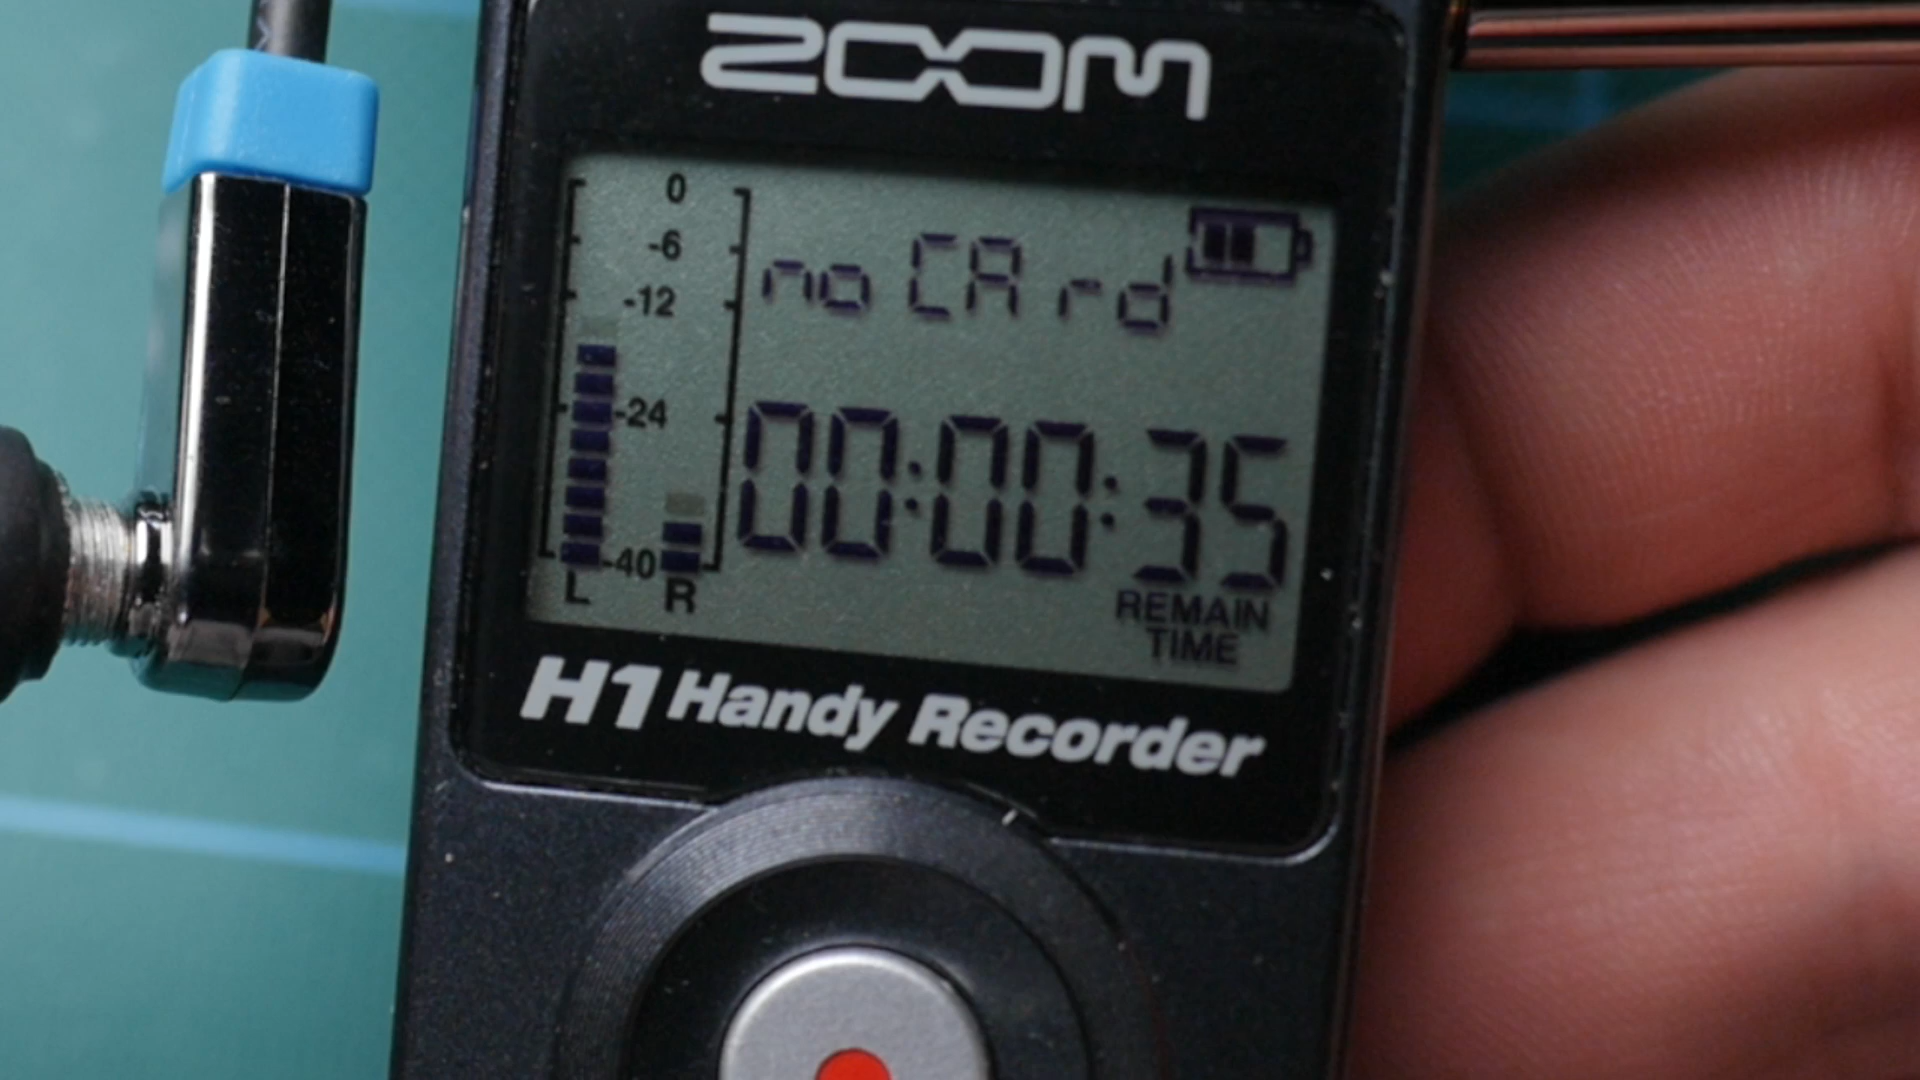 ZOOM
0
-6
-12
-24
-40
L R
no CArd
00:00:35
REMAIN
TIME
H1 Handy Recorder